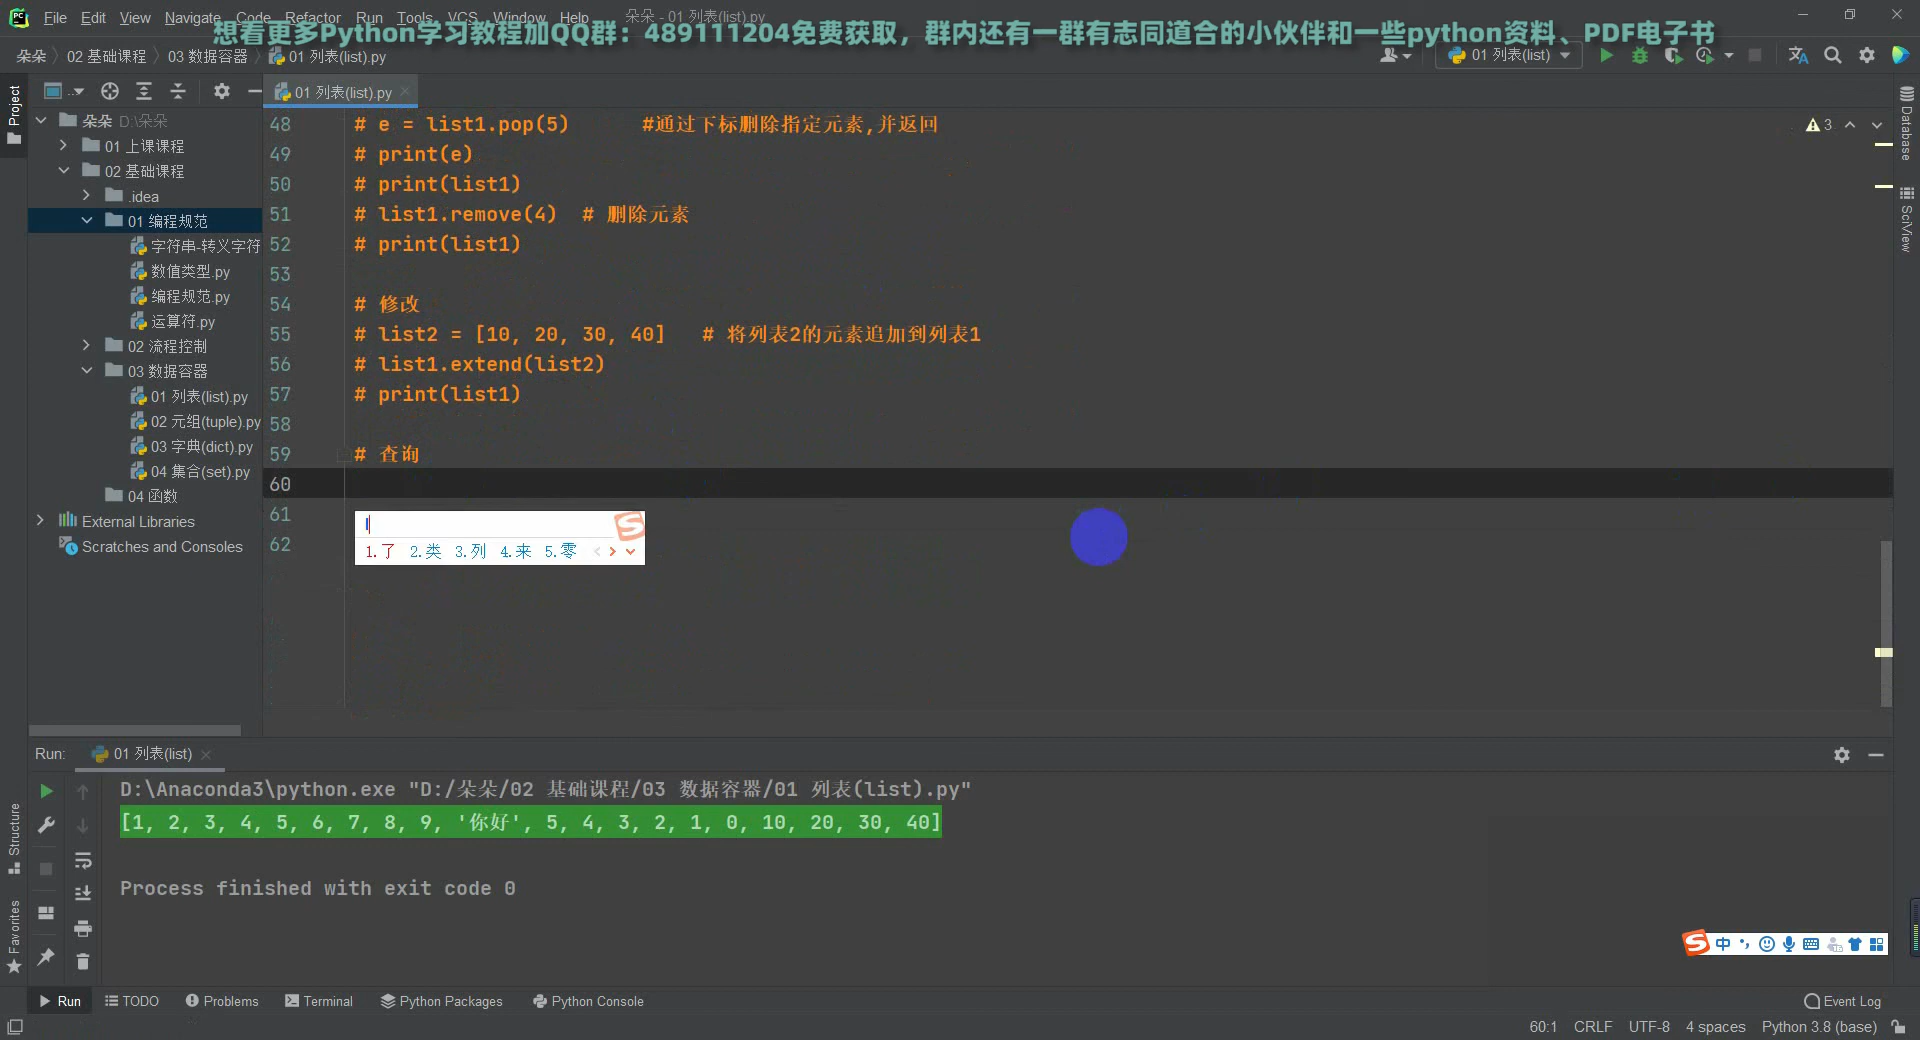 File Edit View Navigate Code Refactor Run Tools VCS Window Help 朵朵 - 01 列表(list).py
想看更多Python学习教程加QQ群：489111204免费获取，群内还有一群有志同道合的小伙伴和一些python资料、PDF电子书
朵朵 02 基础课程 03 数据容器 01 列表(list).py
01 列表(list)
Project
01 列表(list).py
朵朵 D:\朵朵
01 上课课程
02 基础课程
.idea
01 编程规范
字符串-转义字符
数值类型.py
编程规范.py
运算符.py
02 流程控制
03 数据容器
01 列表(list).py
02 元组(tuple).py
03 字典(dict).py
04 集合(set).py
04 函数
External Libraries
Scratches and Consoles
48 # e = list1.pop(5) #通过下标删除指定元素,并返回
49 # print(e)
50 # print(list1)
51 # list1.remove(4) # 删除元素
52 # print(list1)
53
54 # 修改
55 # list2 = [10, 20, 30, 40] # 将列表2的元素追加到列表1
56 # list1.extend(list2)
57 # print(list1)
58
59 # 查询
60
61
62
l
1.了 2.类 3.列 4.来 5.零
3
Database
SciView
Run: 01 列表(list)
D:\Anaconda3\python.exe "D:/朵朵/02 基础课程/03 数据容器/01 列表(list).py"
[1, 2, 3, 4, 5, 6, 7, 8, 9, '你好', 5, 4, 3, 2, 1, 0, 10, 20, 30, 40]
Process finished with exit code 0
Structure
Favorites
中
Run TODO Problems Terminal Python Packages Python Console Event Log
60:1 CRLF UTF-8 4 spaces Python 3.8 (base)